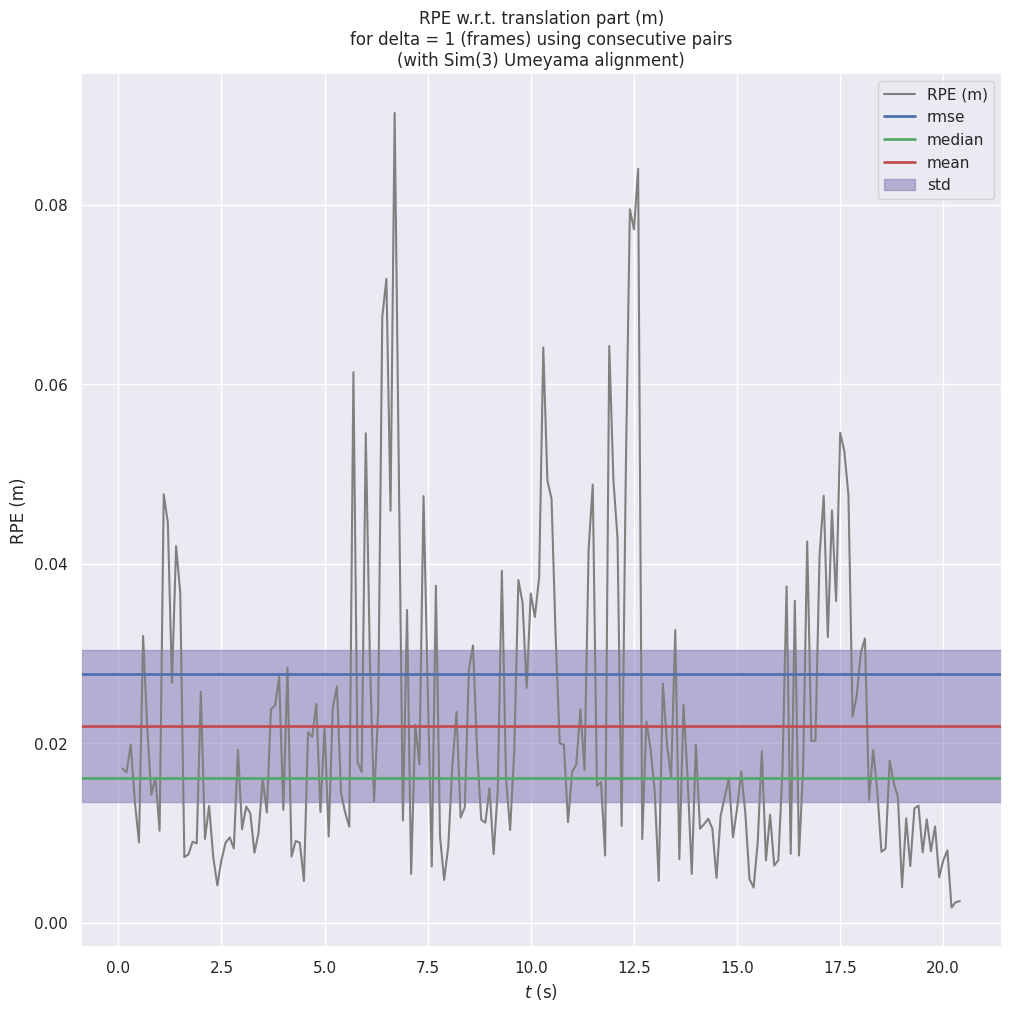 RPE w.r.t. translation part (m)
for delta = 1 (frames) using consecutive pairs
(with Sim(3) Umeyama alignment)
RPE (m)
rmse
median
mean
std
0.08
0.06
0.04
0.02
0.00
RPE (m)
0.0 2.5 5.0 7.5 10.0 12.5 15.0 17.5 20.0
t (s)